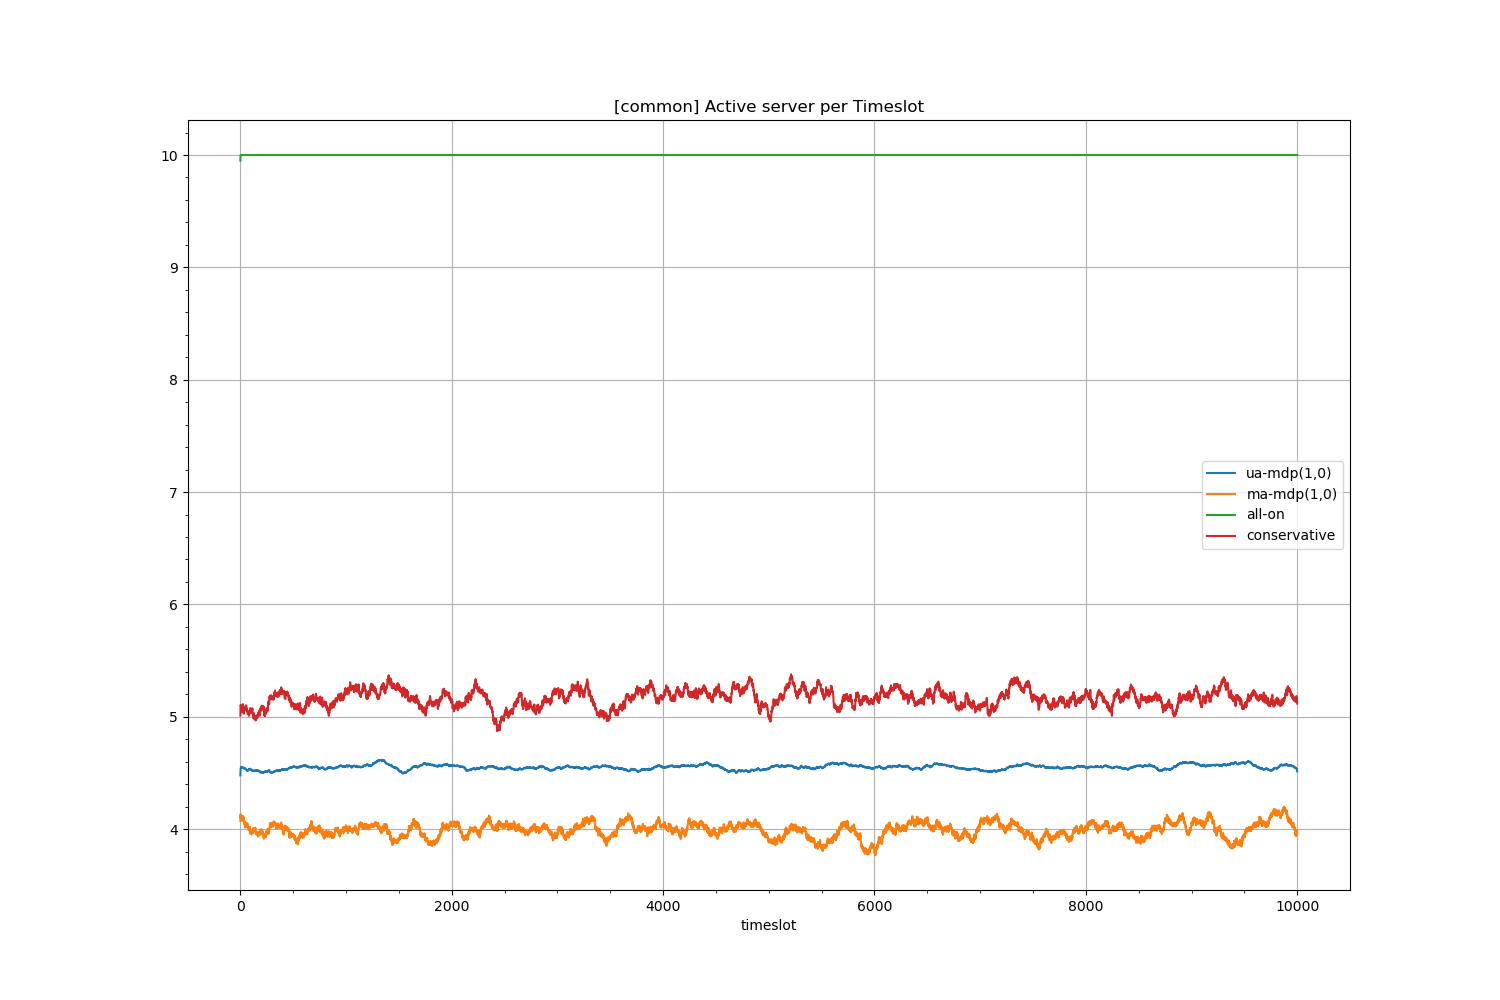 [common] Active server per Timeslot
10
9
8
7
6
5
4
ua-mdp(1,0)
ma-mdp(1,0)
all-on
conservative
0 2000 4000 6000 8000 10000
timeslot